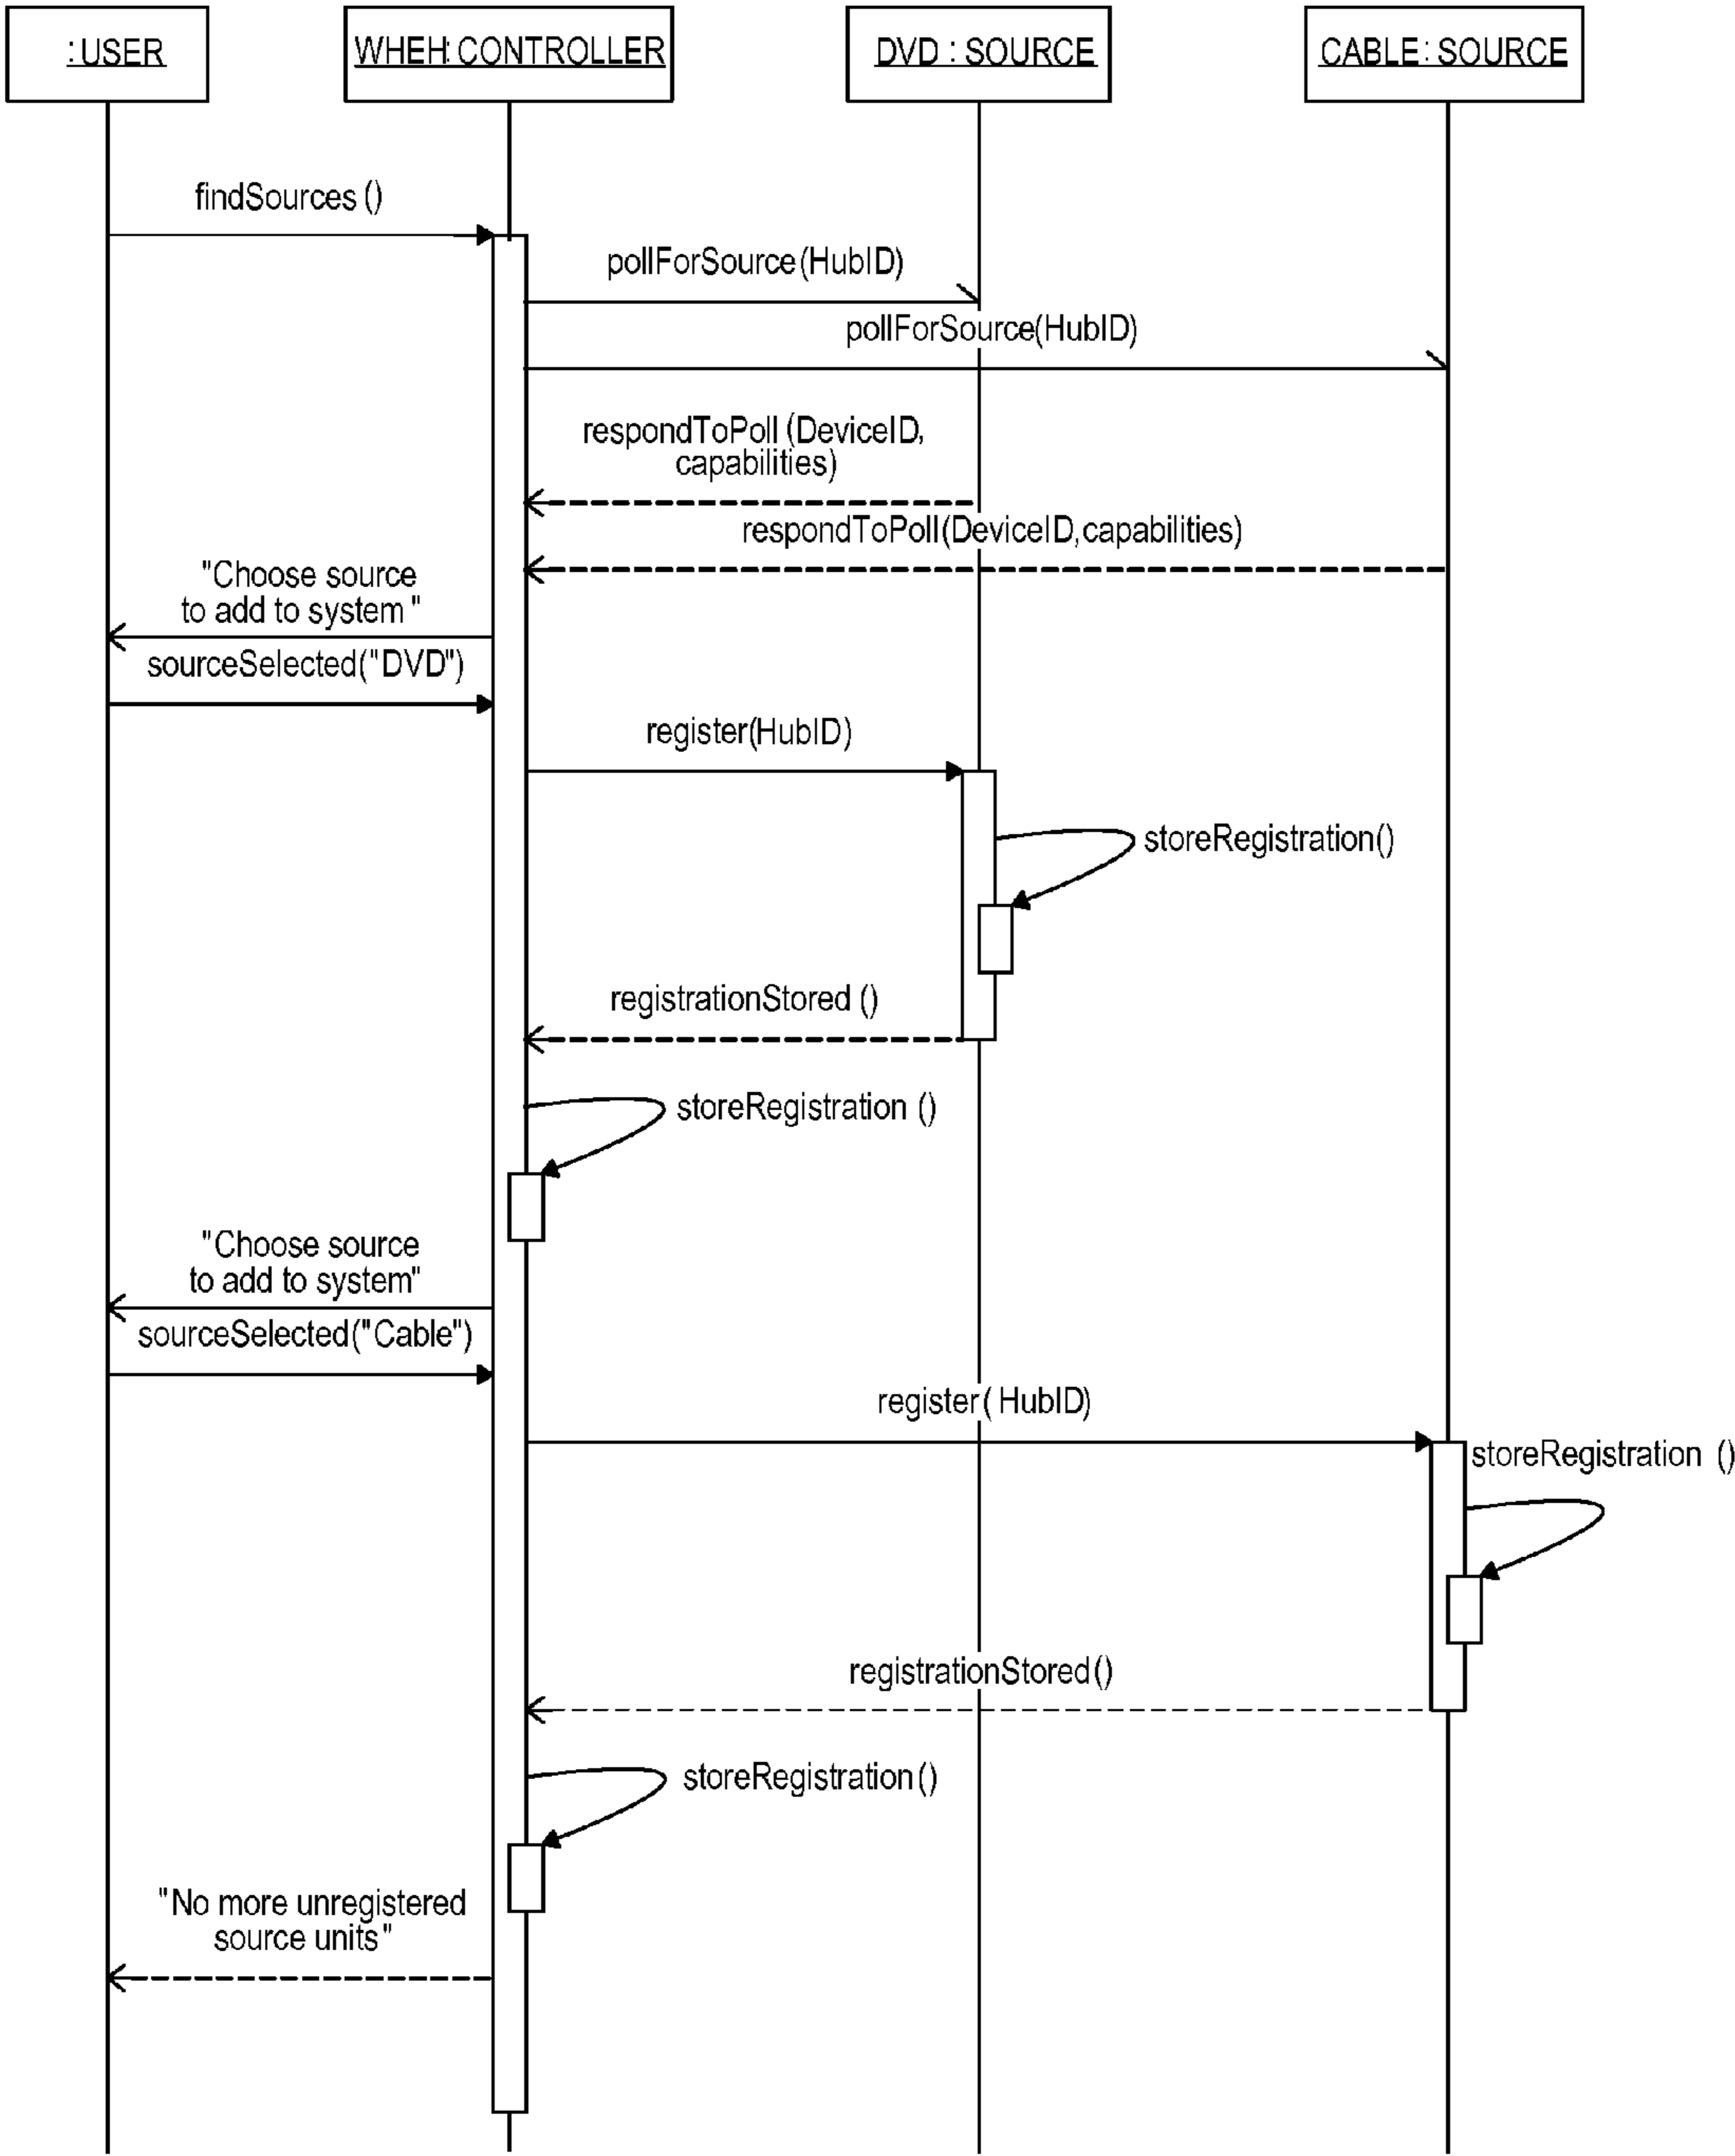 :USER
WHEH:CONTROLLER
DVD : SOURCE
CABLE: SOURCE
findSources ()
pollForSource(HubID)
pollForSource(HubID)
respondToPoll (DeviceID,
capabilities)
respondToPoll(DeviceID,capabilities)
"Choose source
to add to system "
sourceSelected("DVD")
register(HubID)
storeRegistration()
registrationStored ()
storeRegistration ()
"Choose source
to add to system"
sourceSelected("Cable")
register( HubID)
storeRegistration ()
registrationStored()
storeRegistration()
"No more unregistered
source units"